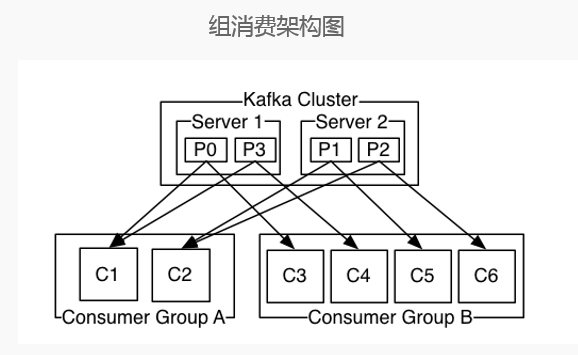 组消费架构图
Kafka Cluster
Server 1
Server 2
P0
P3
P1
P2
C1
C2
C3
C4
C5
C6
Consumer Group A
Consumer Group B